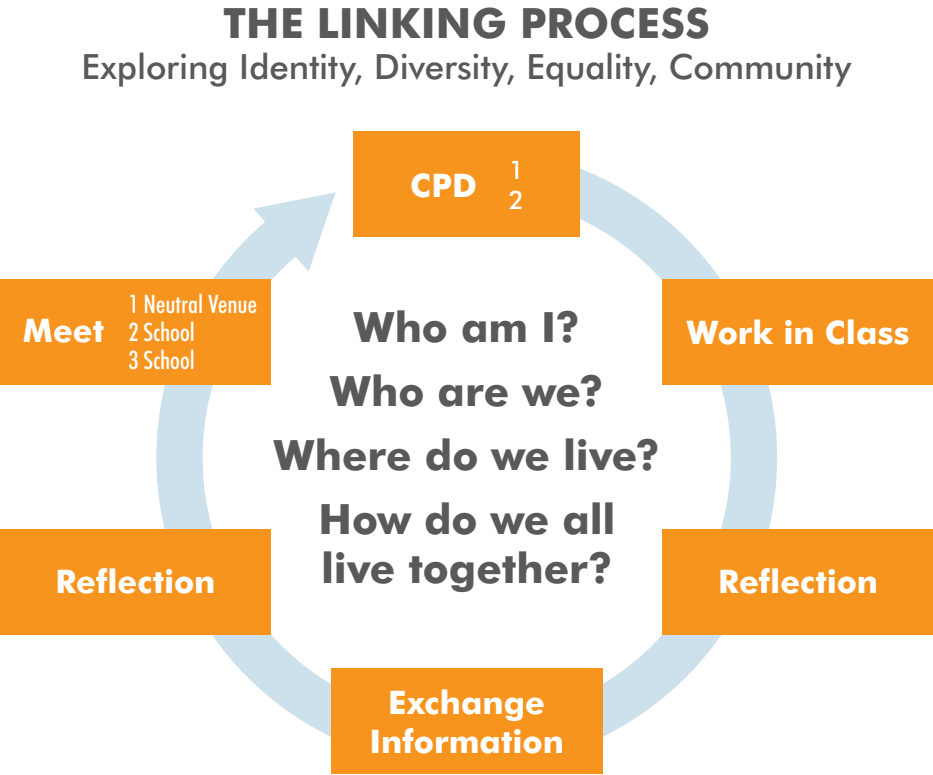 THE LINKING PROCESS
Exploring Identity, Diversity, Equality, Community
CPD
1
2
Work in Class
Reflection
Exchange
Information
Reflection
Meet
1 Neutral Venue
2 School
3 School
Who am I?
Who are we?
Where do we live?
How do we all
live together?